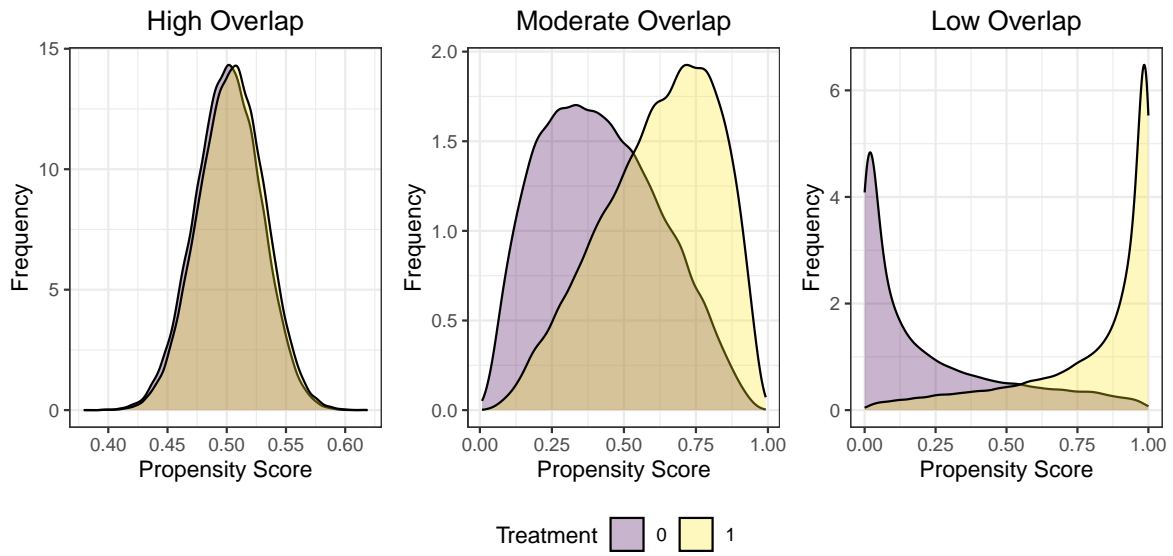 High Overlap
Moderate Overlap
Low Overlap
Frequency
15
10
5
0
0.40 0.45 0.50 0.55 0.60
Propensity Score
Frequency
2.0
1.5
1.0
0.5
0.0
0.00 0.25 0.50 0.75 1.00
Propensity Score
Frequency
6
4
2
0
0.00 0.25 0.50 0.75 1.00
Propensity Score
Treatment 0 1